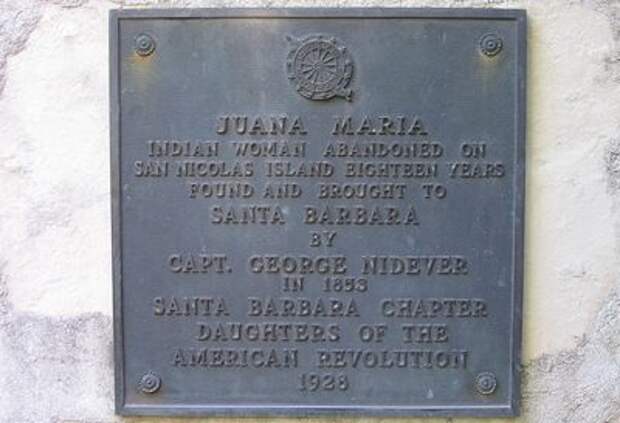 JUANA MARIA
INDIAN WOMAN ABANDONED ON
SAN NICOLAS ISLAND EIGHTEEN YEARS
FOUND AND BROUGHT TO
SANTA BARBARA
BY
CAPT. GEORGE NIDEVER
IN 1853
SANTA BARBARA CHAPTER
DAUGHTERS OF THE
AMERICAN REVOLUTION
1928